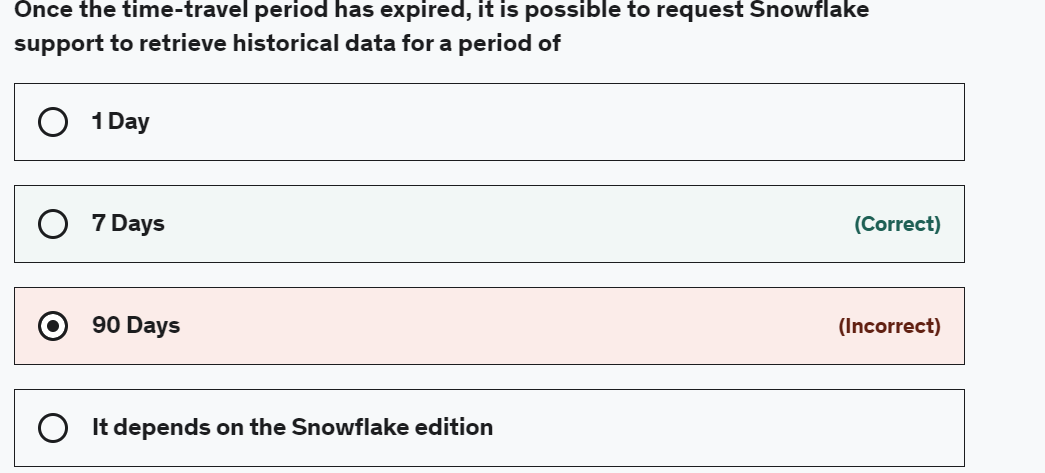 Once the time-travel period has expired, it is possible to request Snowflake
support to retrieve historical data for a period of
1 Day
7 Days (Correct)
90 Days (Incorrect)
It depends on the Snowflake edition